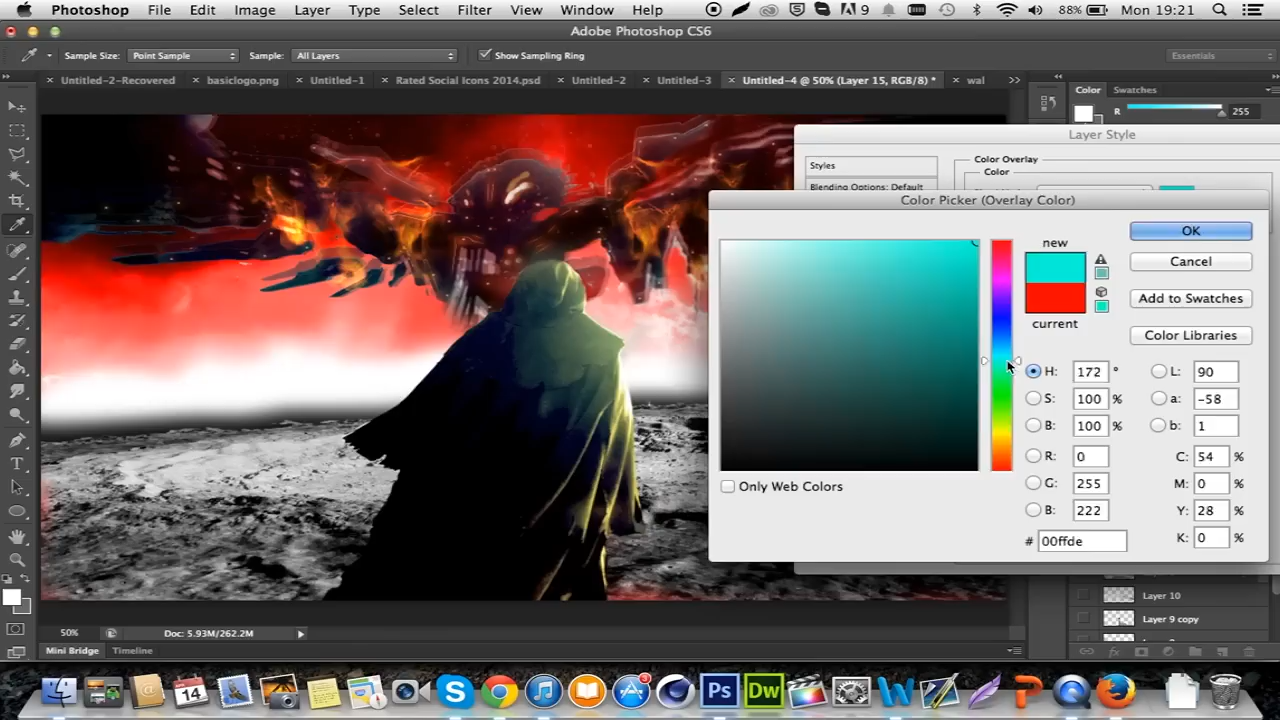 Photoshop File Edit Image Layer Type Select Filter View Window Help 9 88% Mon 19:21
Adobe Photoshop CS6
Sample Size: Point Sample Sample: All Layers Show Sampling Ring Essentials
Untitled-2-Recovered basiclogo.png Untitled-1 Rated Social Icons 2014.psd Untitled-2 Untitled-3 Untitled-4 @ 50% (Layer 15, RGB/8) * wal
Color Swatches
R 255
Layer Style
Styles
Blending Options: Default
Color Overlay
Color
Color Picker (Overlay Color)
new
current
OK
Cancel
Add to Swatches
Color Libraries
H: 172 °
S: 100 %
B: 100 %
R: 0
G: 255
B: 222
# 00ffde
L: 90
a: -58
b: 1
C: 54 %
M: 0 %
Y: 28 %
K: 0 %
Only Web Colors
Layer 10
Layer 9 copy
50% Doc: 5.93M/262.2M
Mini Bridge Timeline
14
3
Ps
Dw